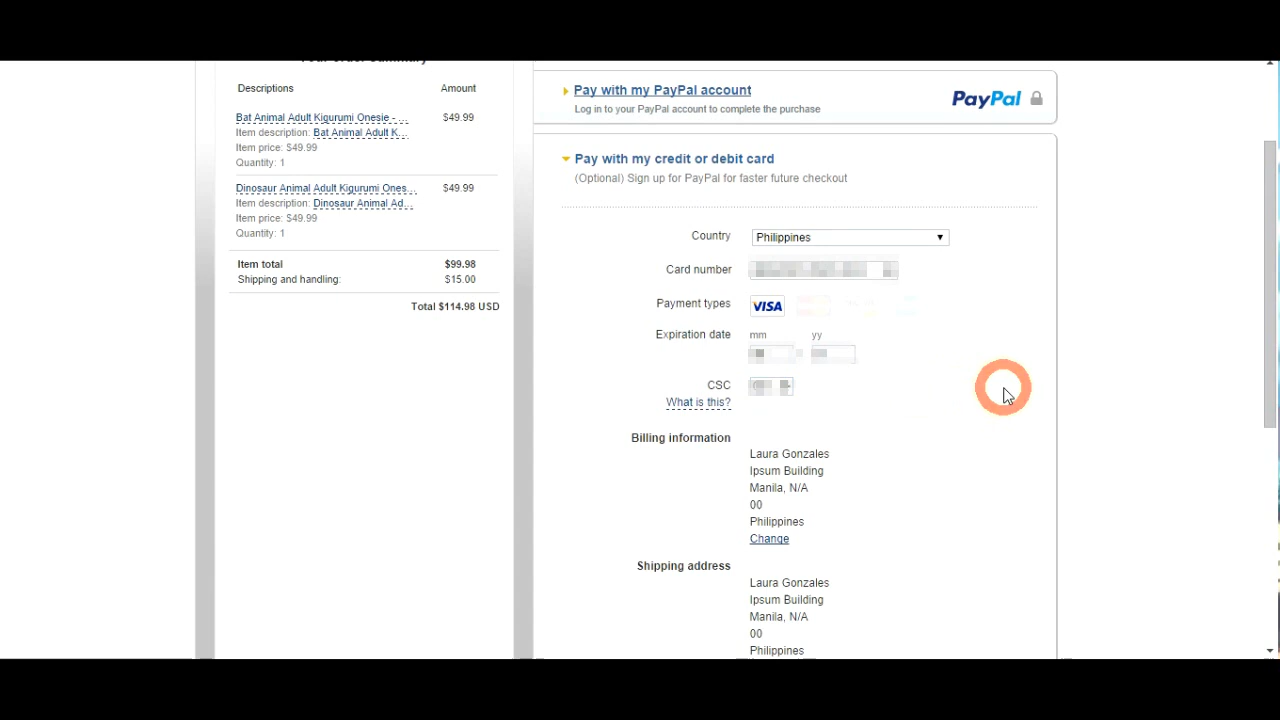 Your Order Summary
Descriptions Amount
Bat Animal Adult Kigurumi Onesie - ... $49.99
Item description: Bat Animal Adult K...
Item price: $49.99
Quantity: 1
Dinosaur Animal Adult Kigurumi Ones... $49.99
Item description: Dinosaur Animal Ad...
Item price: $49.99
Quantity: 1
Item total $99.98
Shipping and handling: $15.00
Total $114.98 USD
Pay with my PayPal account
Log in to your PayPal account to complete the purchase
PayPal
Pay with my credit or debit card
(Optional) Sign up for PayPal for faster future checkout
Country Philippines
Card number
Payment types VISA
Expiration date mm yy
CSC
What is this?
Billing information
Laura Gonzales
Ipsum Building
Manila, N/A
00
Philippines
Change
Shipping address
Laura Gonzales
Ipsum Building
Manila, N/A
00
Philippines